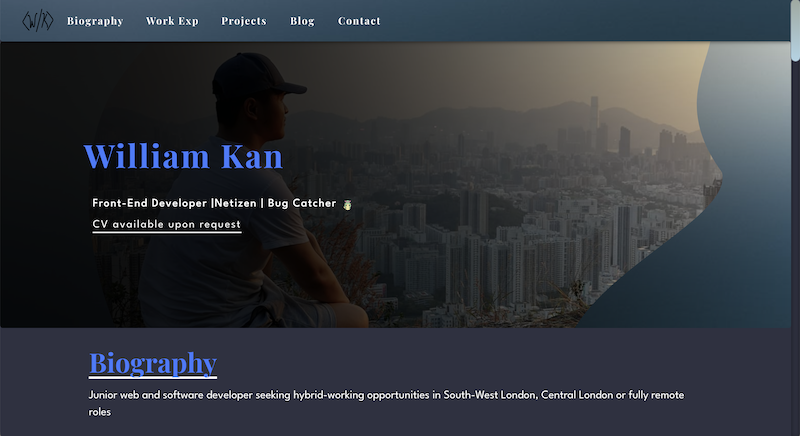 <W/K>
Biography Work Exp Projects Blog Contact
William Kan
Front-End Developer |Netizen | Bug Catcher
CV available upon request
Biography
Junior web and software developer seeking hybrid-working opportunities in South-West London, Central London or fully remote
roles